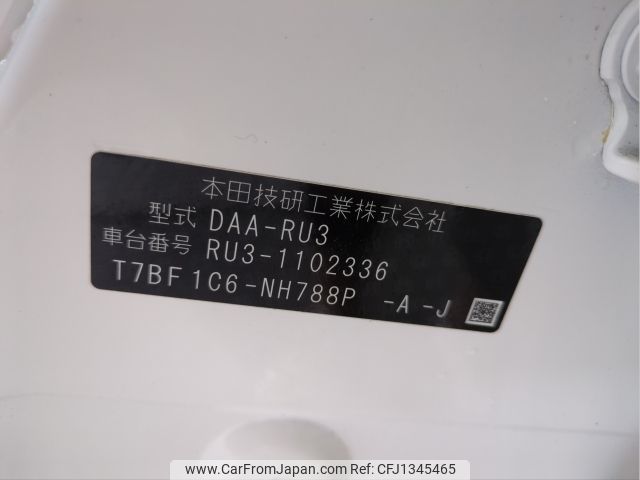 本田技研工業株式会社
型式 DAA-RU3
車台番号 RU3-1102336
T7BF1C6-NH788P -A-J
www.CarFromJapan.com | CFJ1345465